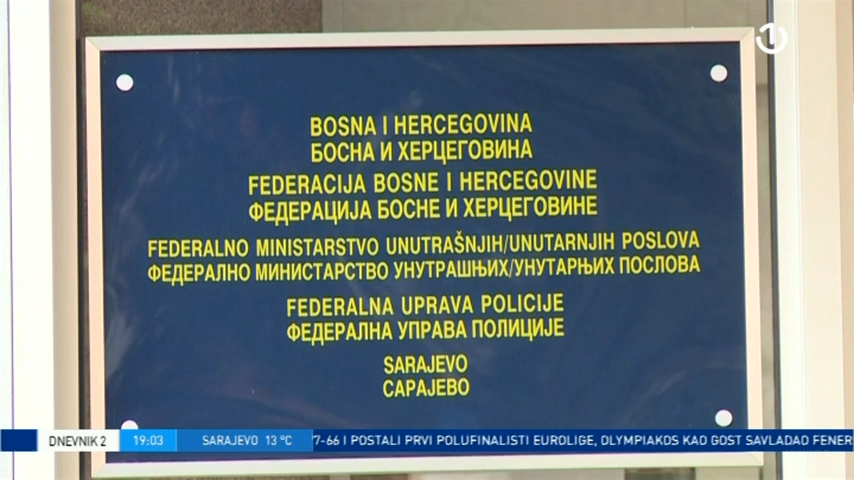 BOSNA I HERCEGOVINA
БОСНА И ХЕРЦЕГОВИНА
FEDERACIJA BOSNE I HERCEGOVINE
ФЕДЕРАЦИЈА БОСНЕ И ХЕРЦЕГОВИНЕ
FEDERALNO MINISTARSTVO UNUTRAŠNJIH/UNUTARNJIH POSLOVA
ФЕДЕРАЛНО МИНИСТАРСТВО УНУТРАШЊИХ/УНУТАРЊИХ ПОСЛОВА
FEDERALNA UPRAVA POLICIJE
ФЕДЕРАЛНА УПРАВА ПОЛИЦИЈЕ
SARAJEVO
САРАЈЕВО
DNEVNIK 2 19:03 SARAJEVO 13 °C 7-66 I POSTALI PRVI POLUFINALISTI EUROLIGE, OLYMPIAKOS KAO GOST SAVLADAO FENER